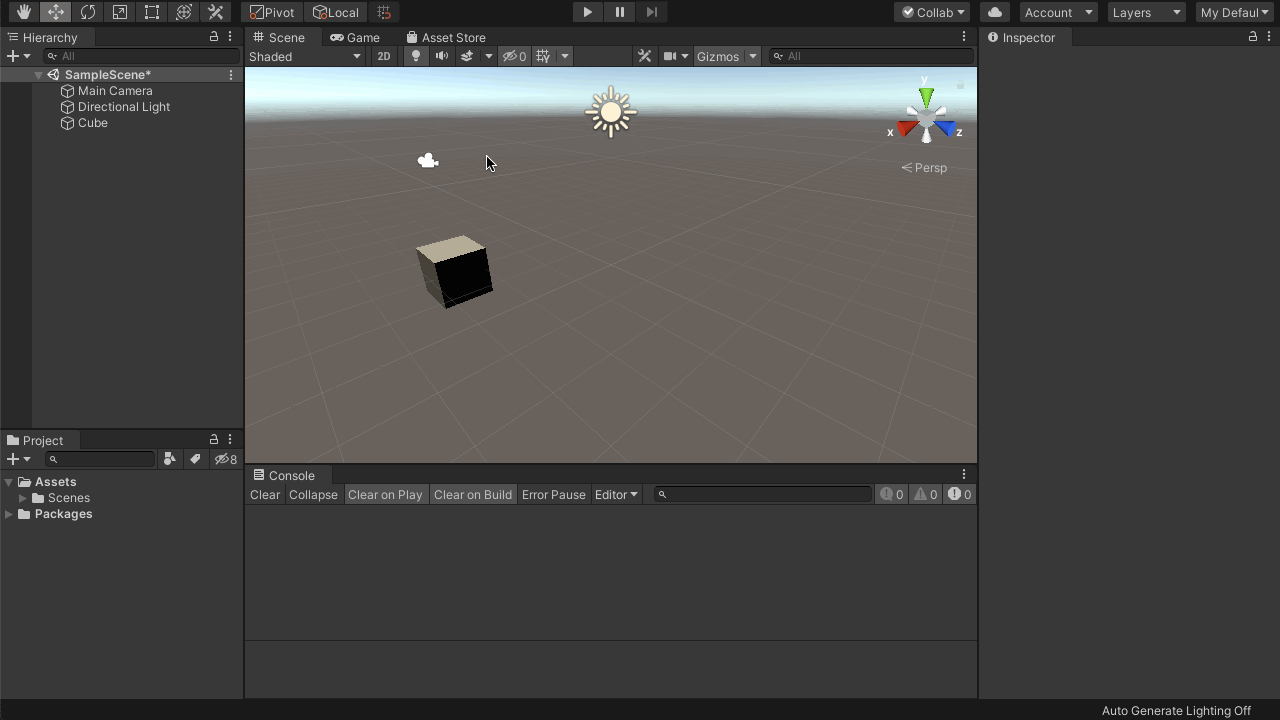 Pivot Local Collab Account Layers My Defaul
Hierarchy
All
SampleScene*
Main Camera
Directional Light
Cube
Scene Game Asset Store
Shaded 2D 0 Gizmos All
y
x z
Persp
Inspector
Project
8
Assets
Scenes
Packages
Console
Clear Collapse Clear on Play Clear on Build Error Pause Editor 0 0 0
Auto Generate Lighting Off